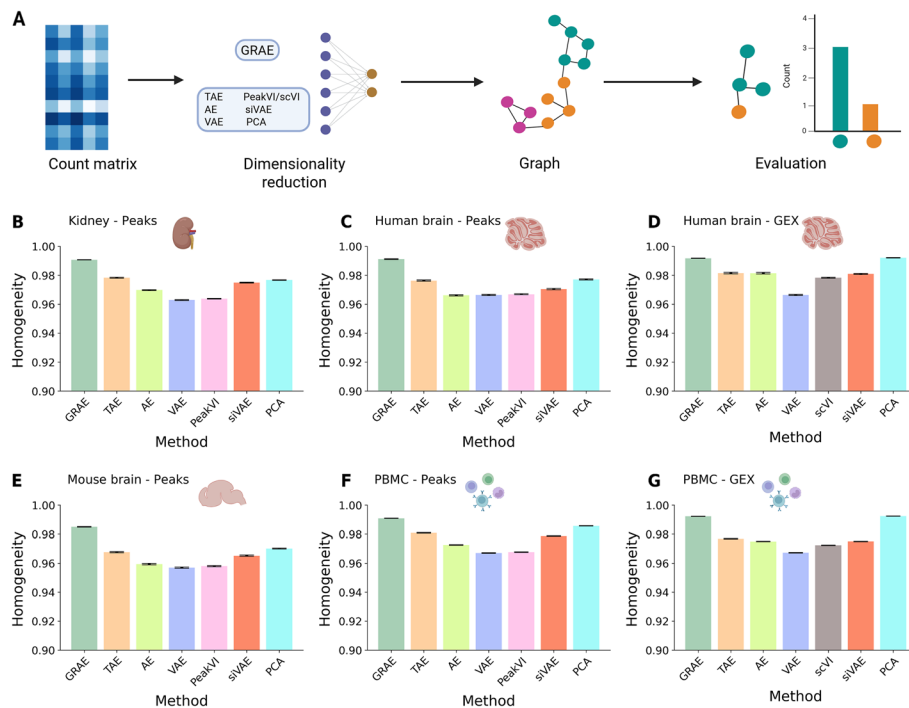 A
GRAE
TAE PeakVI/scVI
AE siVAE
VAE PCA
Count matrix
Dimensionality
reduction
Graph
Evaluation
Count
4
3
2
1
0
B Kidney - Peaks
Homogeneity
1.00
0.98
0.96
0.94
0.92
0.90
GRAE TAE AE VAE PeakVI siVAE PCA
Method
C Human brain - Peaks
Homogeneity
1.00
0.98
0.96
0.94
0.92
0.90
GRAE TAE AE VAE PeakVI siVAE PCA
Method
D Human brain - GEX
Homogeneity
1.00
0.98
0.96
0.94
0.92
0.90
GRAE TAE AE VAE scVI siVAE PCA
Method
E Mouse brain - Peaks
Homogeneity
1.00
0.98
0.96
0.94
0.92
0.90
GRAE TAE AE VAE PeakVI siVAE PCA
Method
F PBMC - Peaks
Homogeneity
1.00
0.98
0.96
0.94
0.92
0.90
GRAE TAE AE VAE PeakVI siVAE PCA
Method
G PBMC - GEX
Homogeneity
1.00
0.98
0.96
0.94
0.92
0.90
GRAE TAE AE VAE scVI siVAE PCA
Method